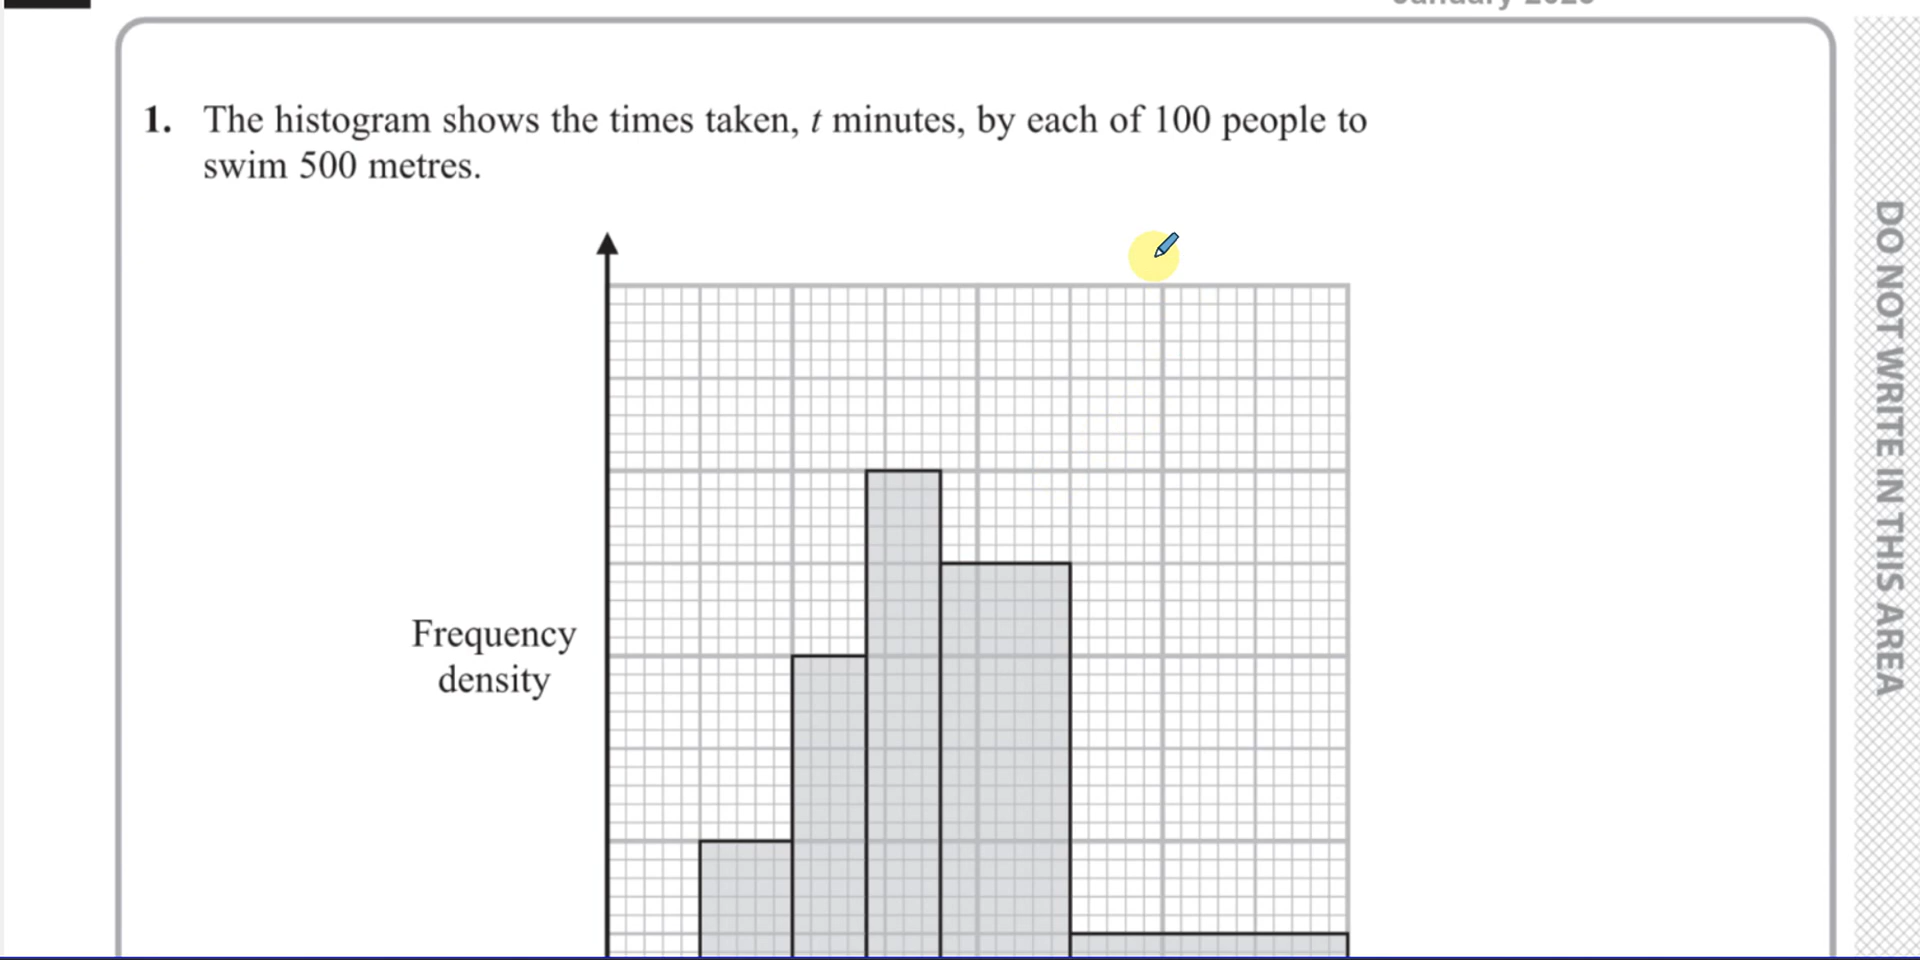 1. The histogram shows the times taken, t minutes, by each of 100 people to
swim 500 metres.
Frequency
density
DO NOT WRITE IN THIS AREA